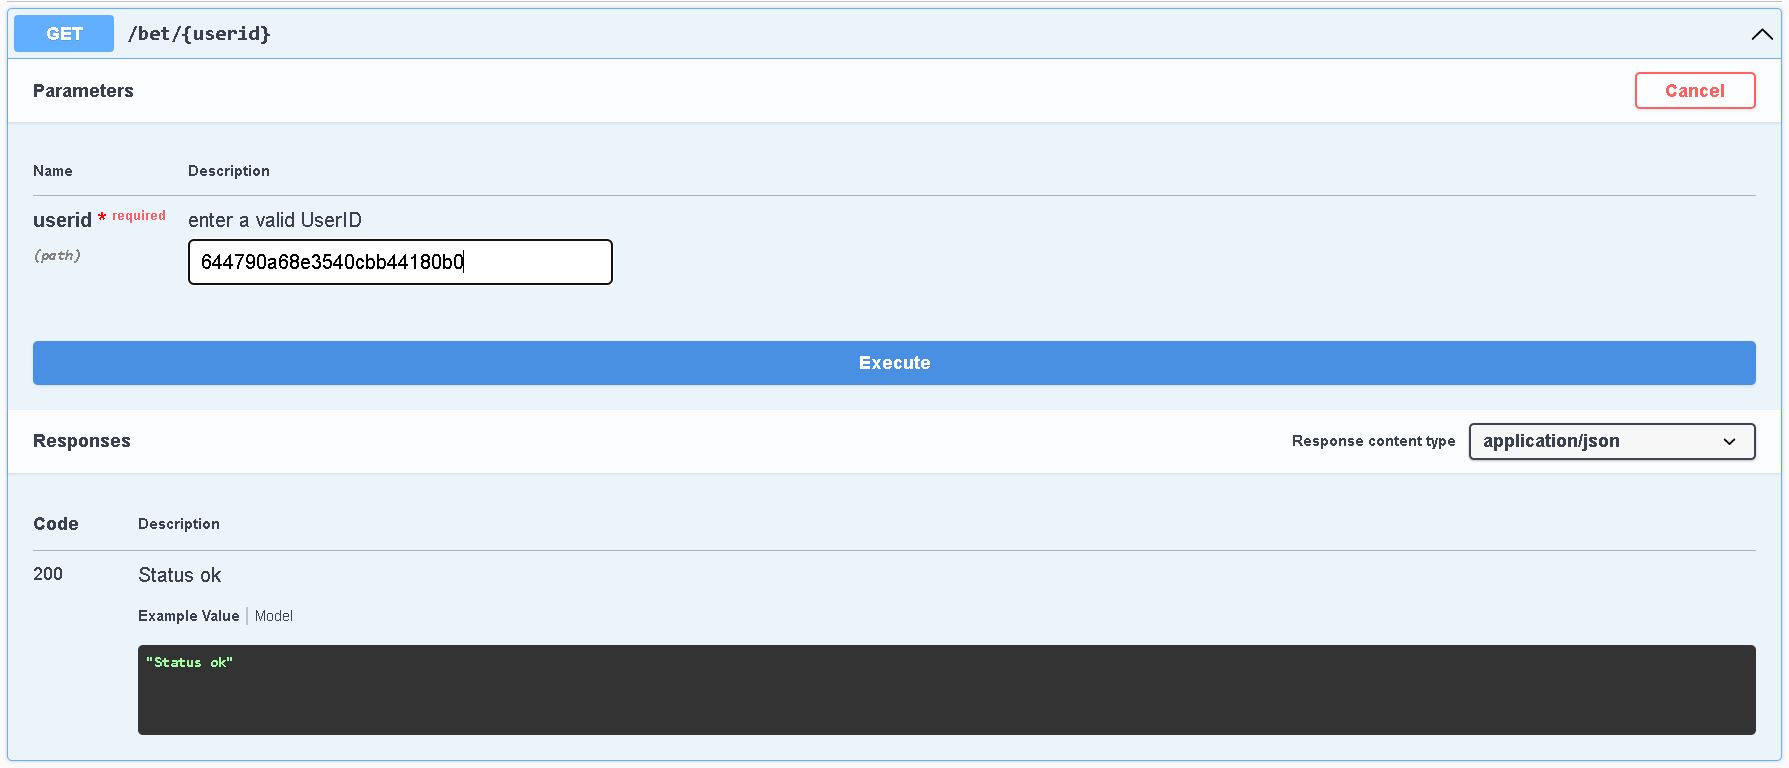 GET /bet/{userid}
Parameters Cancel
Name Description
userid * required enter a valid UserID
(path) 644790a68e3540cbb44180b0
Execute
Responses Response content type application/json
Code Description
200 Status ok
Example Value Model
"Status ok"